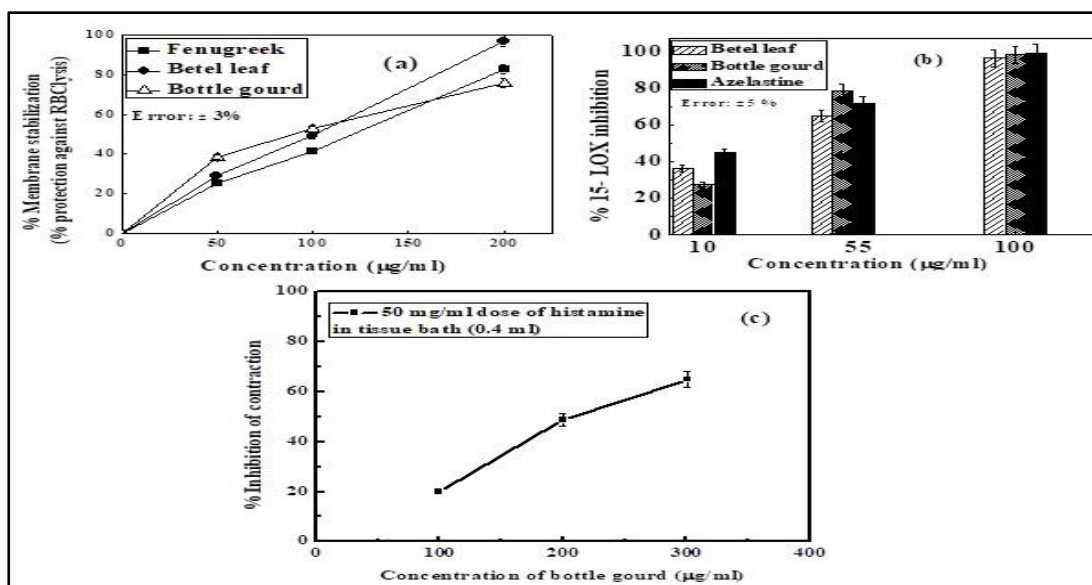 100
80
60
40
20
0
% Membrane stabilization
(% protection against RBClysis)
Fenugreek
Betel leaf
Bottle gourd
Error: ± 3%
(a)
0 50 100 150 200
Concentration (µg/ml)
100
80
60
40
20
0
% 15- LOX inhibition
Betel leaf
Bottle gourd
Azelastine
Error: ±5 %
(b)
10 55 100
Concentration (µg/ml)
100
80
60
40
20
0
% Inhibition of contraction
50 mg/ml dose of histamine
in tissue bath (0.4 ml)
(c)
0 100 200 300 400
Concentration of bottle gourd (µg/ml)